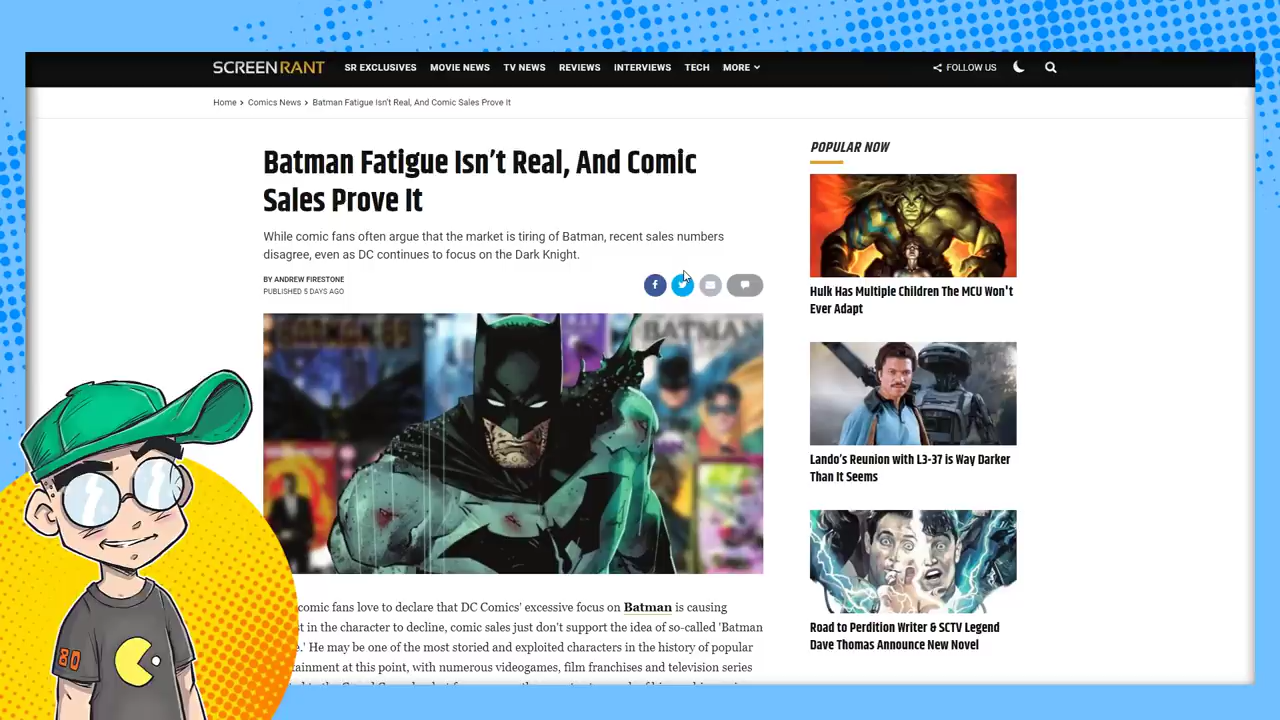 SCREENRANT
SR EXCLUSIVES MOVIE NEWS TV NEWS REVIEWS INTERVIEWS TECH MORE
FOLLOW US
Home > Comics News > Batman Fatigue Isn't Real, And Comic Sales Prove It
Batman Fatigue Isn't Real, And Comic
Sales Prove It
While comic fans often argue that the market is tiring of Batman, recent sales numbers
disagree, even as DC continues to focus on the Dark Knight.
BY ANDREW FIRESTONE
PUBLISHED 5 DAYS AGO
BATMAN 89
BATMAN
comic fans love to declare that DC Comics' excessive focus on Batman is causing
in the character to decline, comic sales just don't support the idea of so-called 'Batman
He may be one of the most storied and exploited characters in the history of popular
at this point, with numerous videogames, film franchises and television series
POPULAR NOW
Hulk Has Multiple Children The MCU Won't
Ever Adapt
Lando's Reunion with L3-37 is Way Darker
Than It Seems
Road to Perdition Writer & SCTV Legend
Dave Thomas Announce New Novel
80